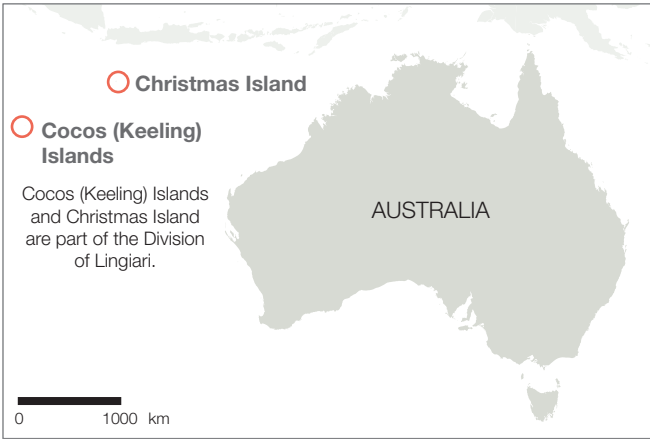 Christmas Island
Cocos (Keeling)
Islands
Cocos (Keeling) Islands
and Christmas Island
are part of the Division
of Lingiari.
AUSTRALIA
0 1000 km